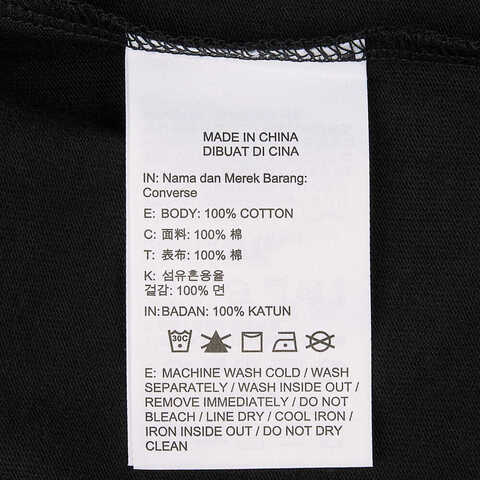 MADE IN CHINA
DIBUAT DI CINA
IN: Nama dan Merek Barang:
Converse
E: BODY: 100% COTTON
C: 面料: 100% 棉
T: 表布: 100% 棉
K: 섬유혼용율
겉감: 100% 면
IN:BADAN: 100% KATUN
30C
E: MACHINE WASH COLD / WASH
SEPARATELY / WASH INSIDE OUT /
REMOVE IMMEDIATELY / DO NOT
BLEACH / LINE DRY / COOL IRON /
IRON INSIDE OUT / DO NOT DRY
CLEAN